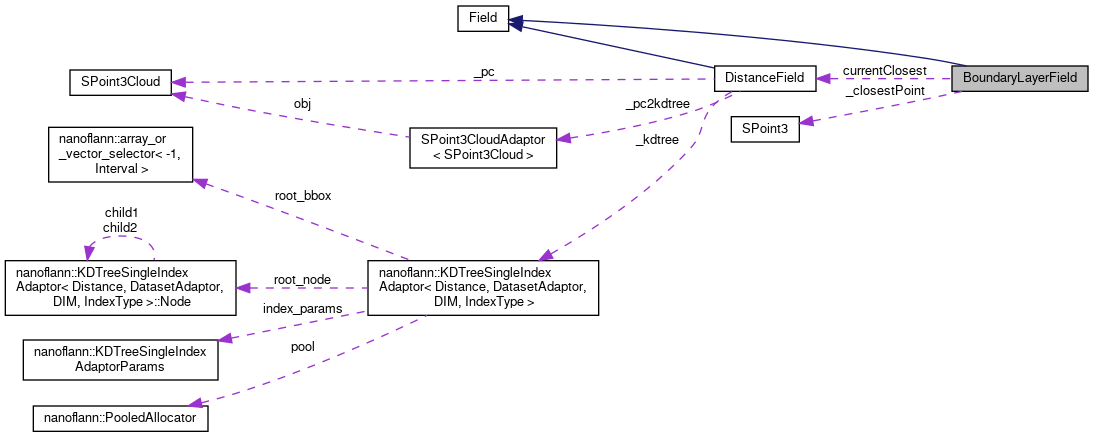 Field
SPoint3Cloud
_pc
DistanceField
currentClosest
BoundaryLayerField
_closestPoint
obj
_pc2kdtree
SPoint3
nanoflann::array_or
_vector_selector< -1,
Interval >
SPoint3CloudAdaptor
< SPoint3Cloud >
_kdtree
root_bbox
child1
child2
nanoflann::KDTreeSingleIndex
Adaptor< Distance, DatasetAdaptor,
DIM, IndexType >::Node
root_node
nanoflann::KDTreeSingleIndex
Adaptor< Distance, DatasetAdaptor,
DIM, IndexType >
index_params
nanoflann::KDTreeSingleIndex
AdaptorParams
pool
nanoflann::PooledAllocator